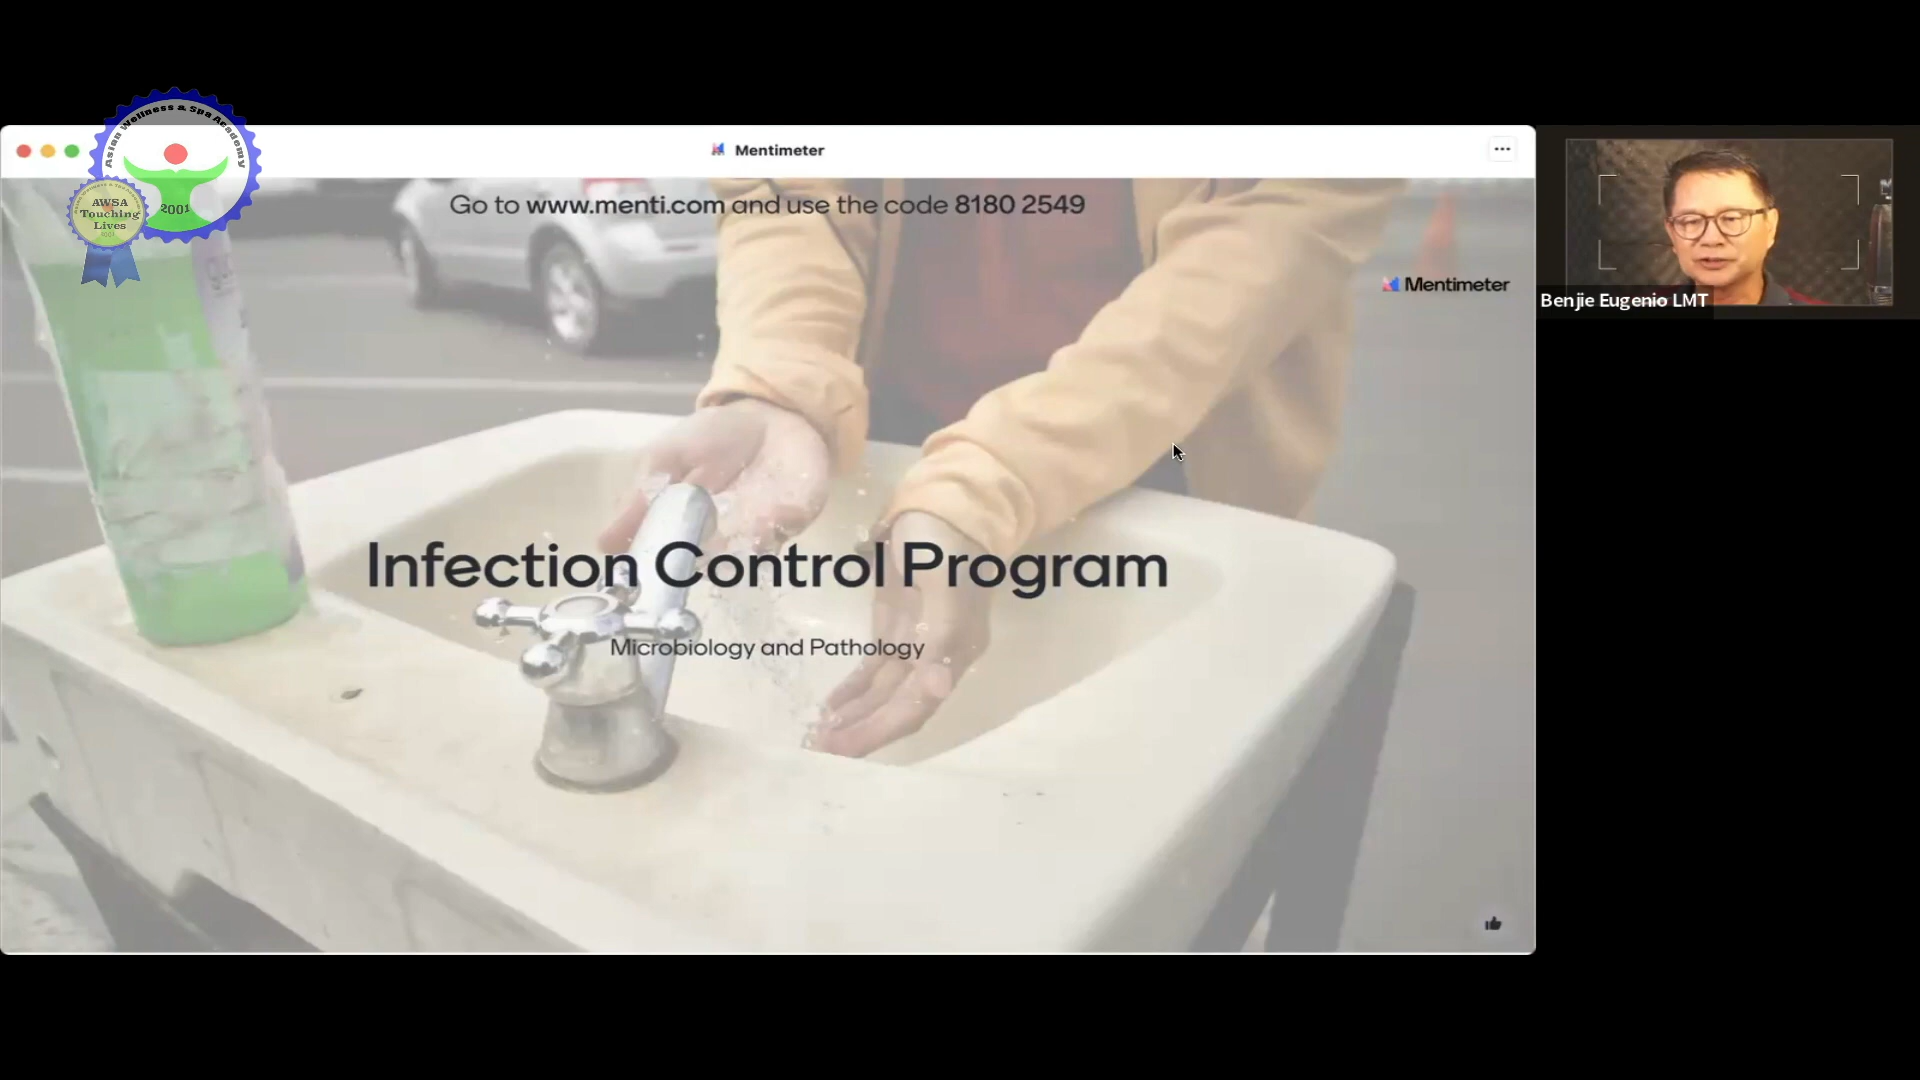 Asian Wellness & Spa Academy
2001
AWSA
Touching
Lives
2001
Mentimeter
Go to www.menti.com and use the code 8180 2549
Mentimeter
Benjie Eugenio LMT
Infection Control Program
Microbiology and Pathology